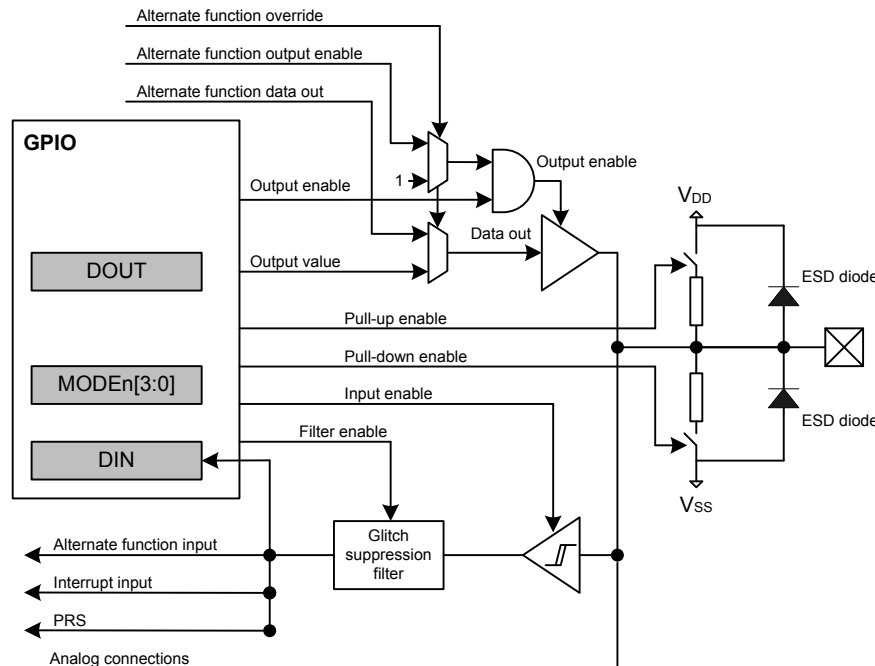 Alternate function override
Alternate function output enable
Alternate function data out
GPIO
Output enable
1
Output enable
VDD
Data out
DOUT
Output value
ESD diode
Pull-up enable
Pull-down enable
MODEn[3:0]
Input enable
ESD diode
Filter enable
DIN
VSS
Glitch
suppression
filter
Alternate function input
Interrupt input
PRS
Analog connections